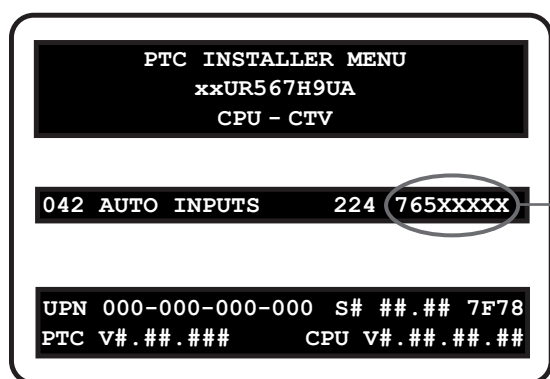 PTC INSTALLER MENU
xxUR567H9UA
CPU – CTV
042 AUTO INPUTS 224 765XXXXX
UPN 000-000-000-000 S# ##.## 7F78
PTC V#.##.### CPU V#.##.##.##